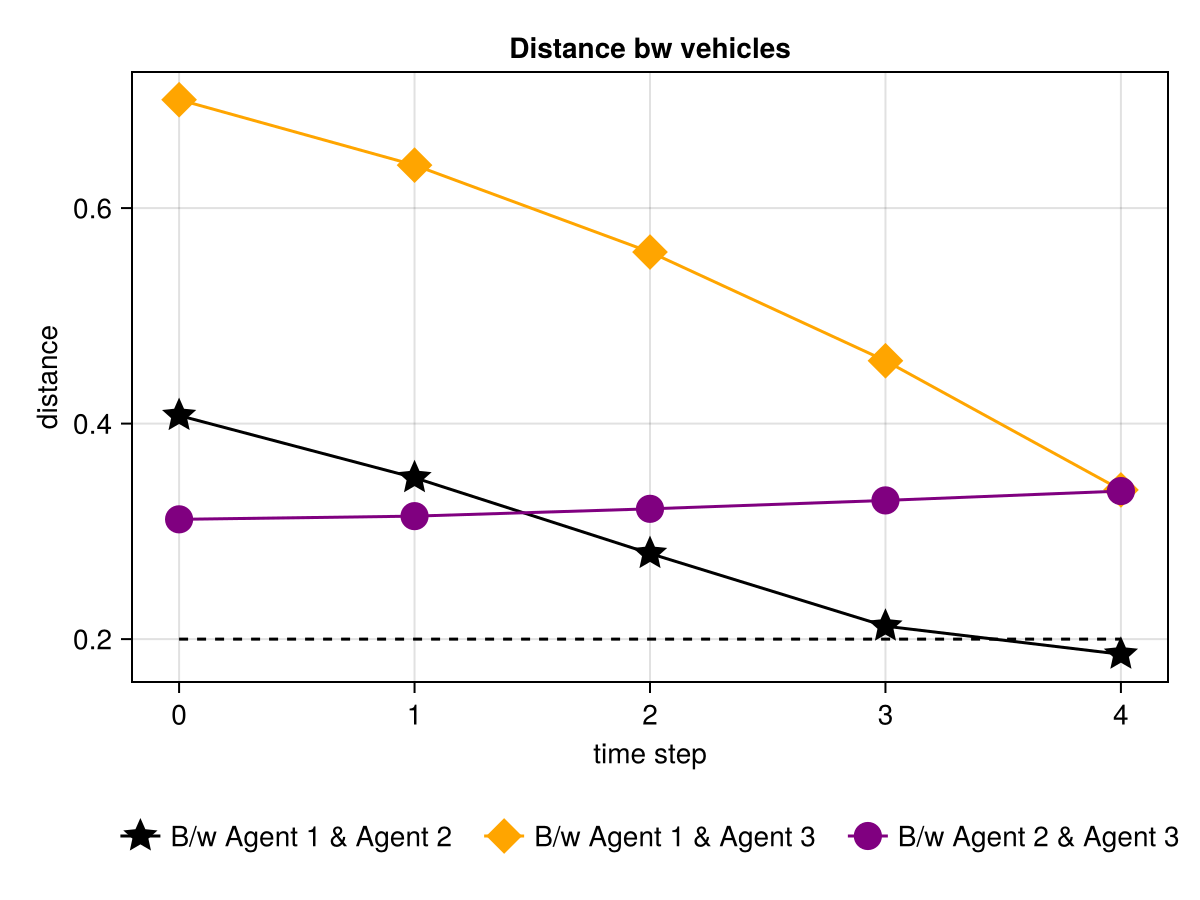 Distance bw vehicles
distance
0.6
0.4
0.2
0 1 2 3 4
time step
B/w Agent 1 & Agent 2 B/w Agent 1 & Agent 3 B/w Agent 2 & Agent 3